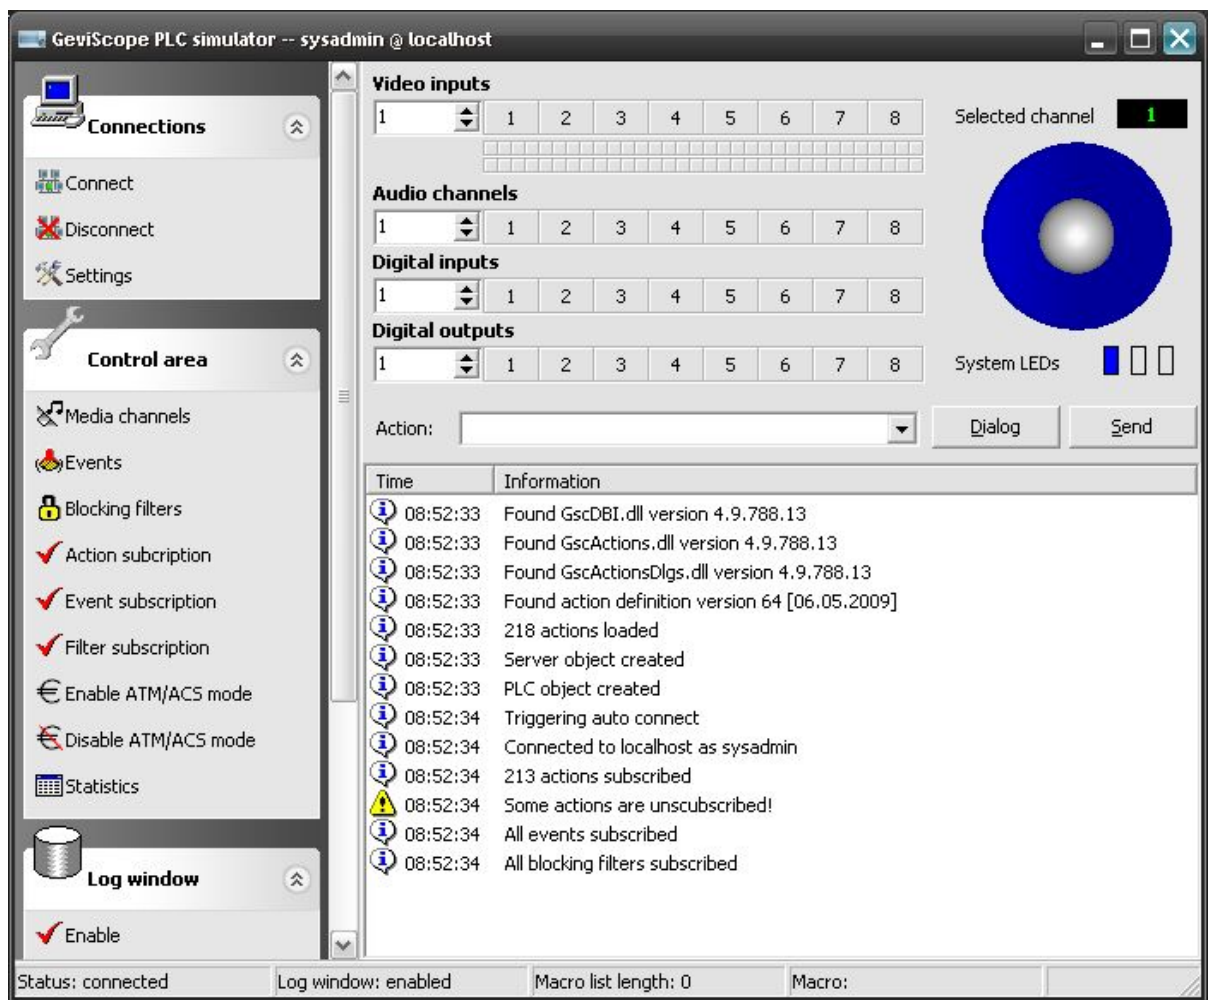 GeviScope PLC simulator -- sysadmin @ localhost
Connections
Connect
Disconnect
Settings
Control area
Media channels
Events
Blocking filters
Action subcription
Event subscription
Filter subscription
Enable ATM/ACS mode
Disable ATM/ACS mode
Statistics
Log window
Enable
Video inputs
1 1 2 3 4 5 6 7 8
Audio channels
1 1 2 3 4 5 6 7 8
Digital inputs
1 1 2 3 4 5 6 7 8
Digital outputs
1 1 2 3 4 5 6 7 8
Selected channel 1
System LEDs
Action: Dialog Send
Time Information
08:52:33 Found GscDBI.dll version 4.9.788.13
08:52:33 Found GscActions.dll version 4.9.788.13
08:52:33 Found GscActionsDlgs.dll version 4.9.788.13
08:52:33 Found action definition version 64 [06.05.2009]
08:52:33 218 actions loaded
08:52:33 Server object created
08:52:33 PLC object created
08:52:34 Triggering auto connect
08:52:34 Connected to localhost as sysadmin
08:52:34 213 actions subscribed
08:52:34 Some actions are unscubscribed!
08:52:34 All events subscribed
08:52:34 All blocking filters subscribed
Status: connected Log window: enabled Macro list length: 0 Macro: